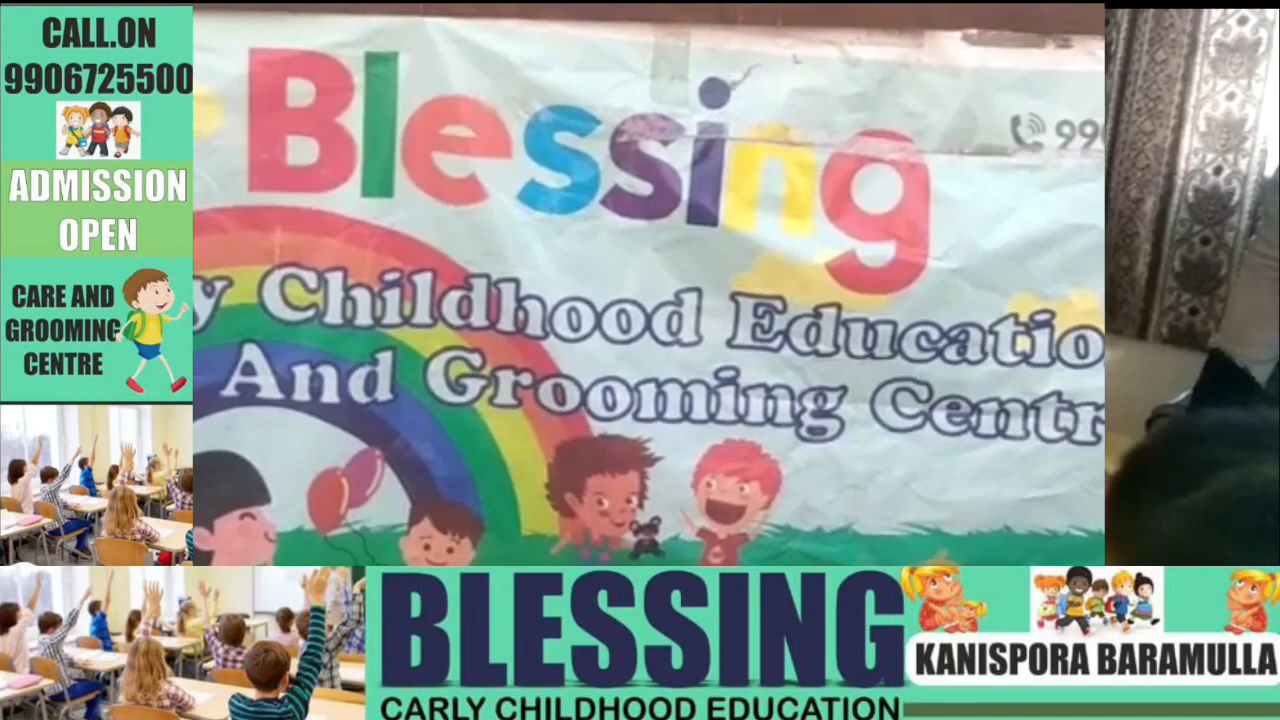 CALL.ON
9906725500
ADMISSION
OPEN
CARE AND
GROOMING
CENTRE
Blessing
99
y Childhood Educatio
And Grooming Centr
BLESSING
CARLY CHILDHOOD EDUCATION
KANISPORA BARAMULLA